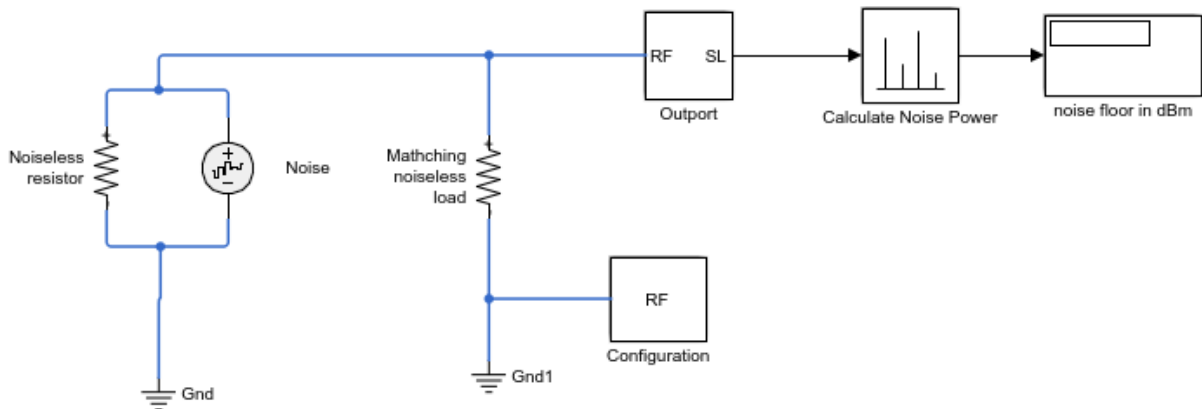 RF
SL
Outport
Calculate Noise Power
noise floor in dBm
Noiseless
resistor
Noise
Mathching
noiseless
load
RF
Configuration
Gnd
Gnd1